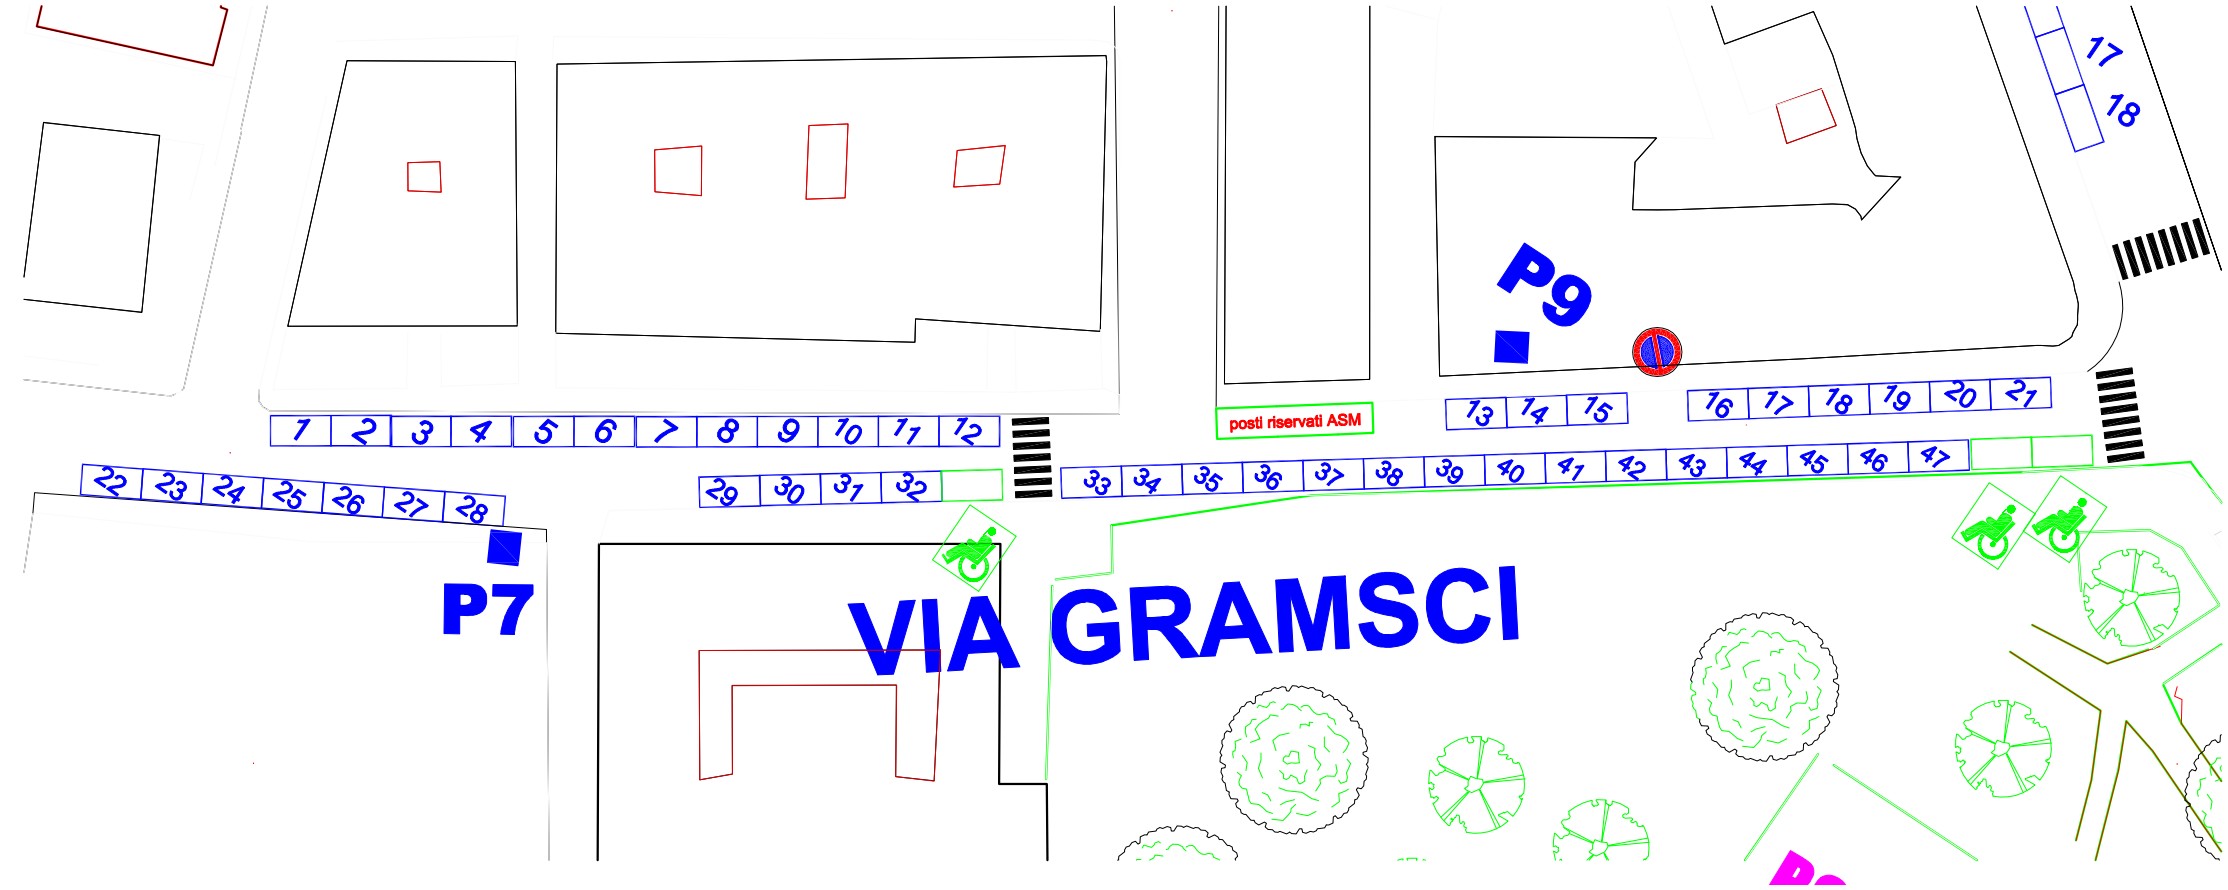 17
18
P9
1 2 3 4 5 6 7 8 9 10 11 12
posti riservati ASM
13 14 15
16 17 18 19 20 21
22 23 24 25 26 27 28
29 30 31 32
33 34 35 36 37 38 39 40 41 42 43 44 45 46 47
P7
VIA GRAMSCI